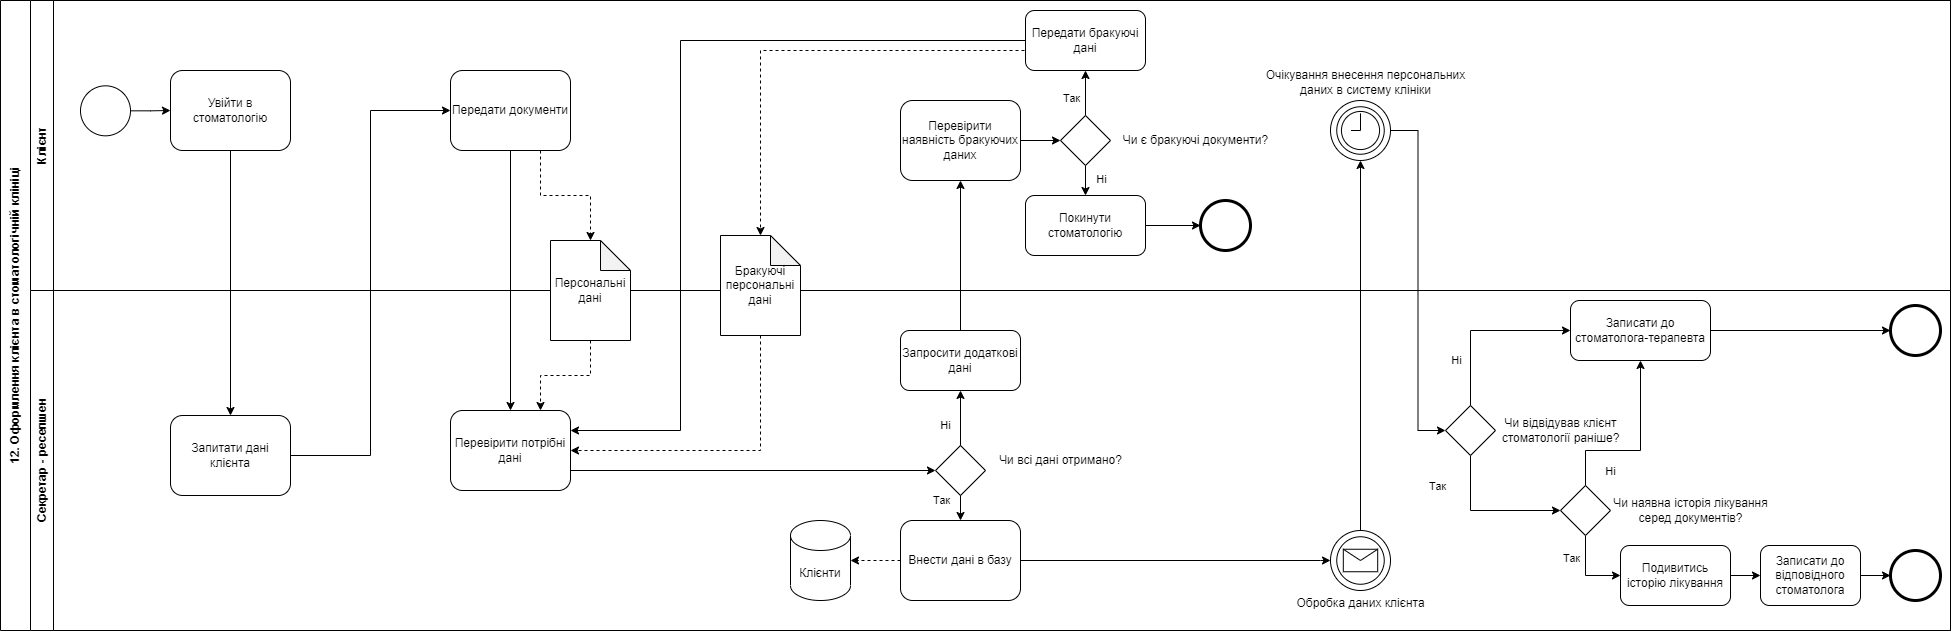 12. Оформлення клієнта в стоматологічній клініці
Клієнт
Увійти в
стоматологію
Передати документи
Персональні
дані
Бракуючі
персональні
дані
Передати бракуючі
дані
Так
Перевірити
наявність бракуючих
даних
Чи є бракуючі документи?
Ні
Покинути
стоматологію
Очікування внесення персональних
даних в систему клініки
Секретар - ресепшен
Запитати дані
клієнта
Перевірити потрібні
дані
Запросити додаткові
дані
Ні
Чи всі дані отримано?
Так
Внести дані в базу
Клієнти
Обробка даних клієнта
Записати до
стоматолога-терапевта
Ні
Чи відвідував клієнт
стоматології раніше?
Так
Ні
Чи наявна історія лікування
серед документів?
Так
Подивитись
історію лікування
Записати до
відповідного
стоматолога